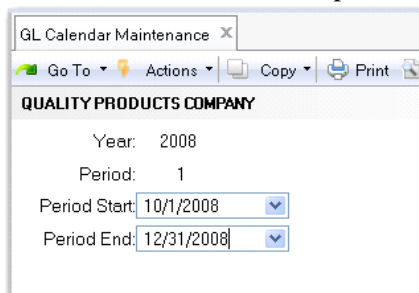 GL Calendar Maintenance X
Go To Actions Copy Print
QUALITY PRODUCTS COMPANY
Year: 2008
Period: 1
Period Start: 10/1/2008
Period End: 12/31/2008